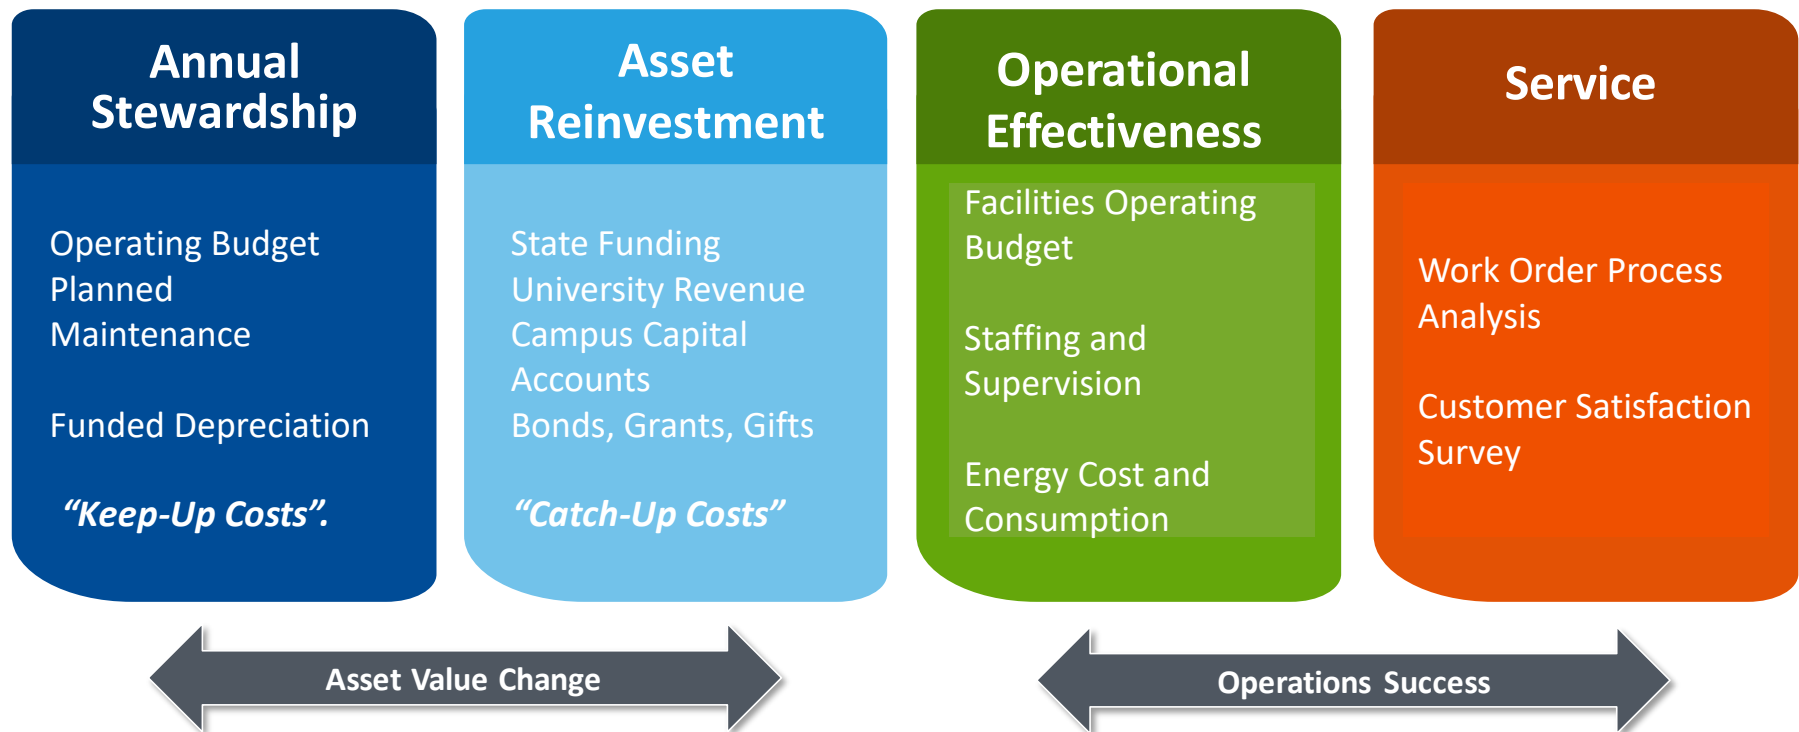 Annual
Stewardship
Operating Budget
Planned
Maintenance
Funded Depreciation
“Keep-Up Costs”.
Asset
Reinvestment
State Funding
University Revenue
Campus Capital
Accounts
Bonds, Grants, Gifts
“Catch-Up Costs”
Operational
Effectiveness
Facilities Operating
Budget
Staffing and
Supervision
Energy Cost and
Consumption
Service
Work Order Process
Analysis
Customer Satisfaction
Survey
Asset Value Change
Operations Success